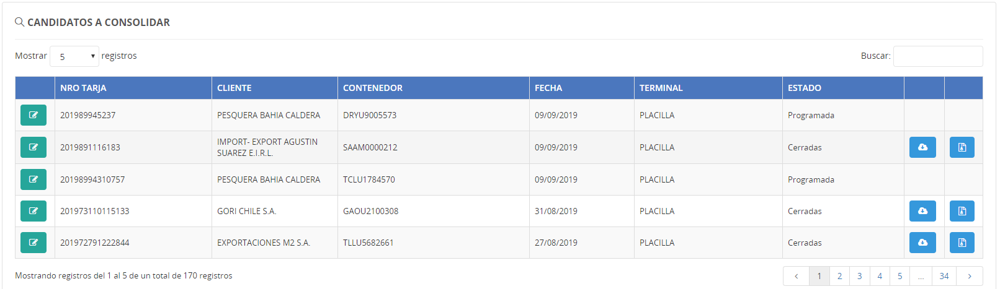 CANDIDATOS A CONSOLIDAR
Mostrar 5 registros Buscar:
NRO TARJA CLIENTE CONTENEDOR FECHA TERMINAL ESTADO
201989945237 PESQUERA BAHIA CALDERA DRYU9005573 09/09/2019 PLACILLA Programada
2019891116183 IMPORT- EXPORT AGUSTIN
SUAREZ E.I.R.L. SAAM0000212 09/09/2019 PLACILLA Cerradas
20198994310757 PESQUERA BAHIA CALDERA TCLU1784570 09/09/2019 PLACILLA Programada
201973110115133 GORI CHILE S.A. GAOU2100308 31/08/2019 PLACILLA Cerradas
201972791222844 EXPORTACIONES M2 S.A. TLLU5682661 27/08/2019 PLACILLA Cerradas
Mostrando registros del 1 al 5 de un total de 170 registros ‹ 1 2 3 4 5 ... 34 ›